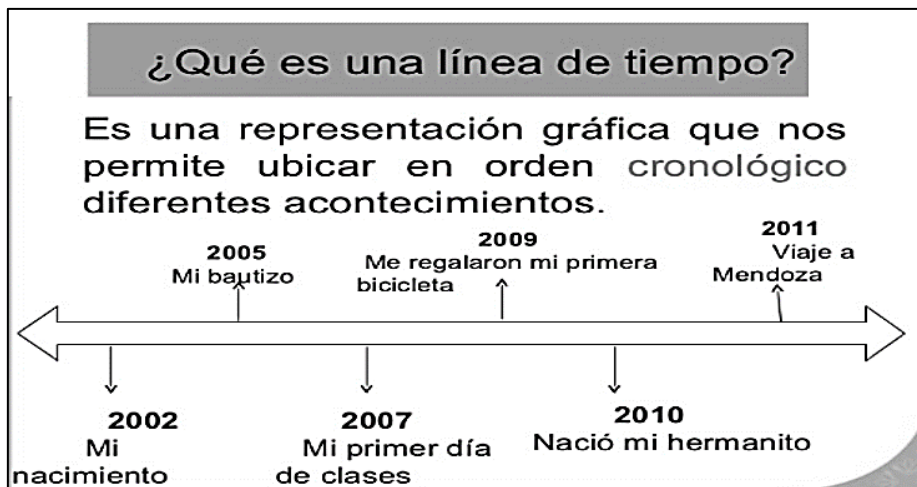 ¿Qué es una línea de tiempo?
Es una representación gráfica que nos
permite ubicar en orden cronológico
diferentes acontecimientos.
2005
Mi bautizo
2009
Me regalaron mi primera
bicicleta
2011
Viaje a
Mendoza
2002
Mi
nacimiento
2007
Mi primer día
de clases
2010
Nació mi hermanito